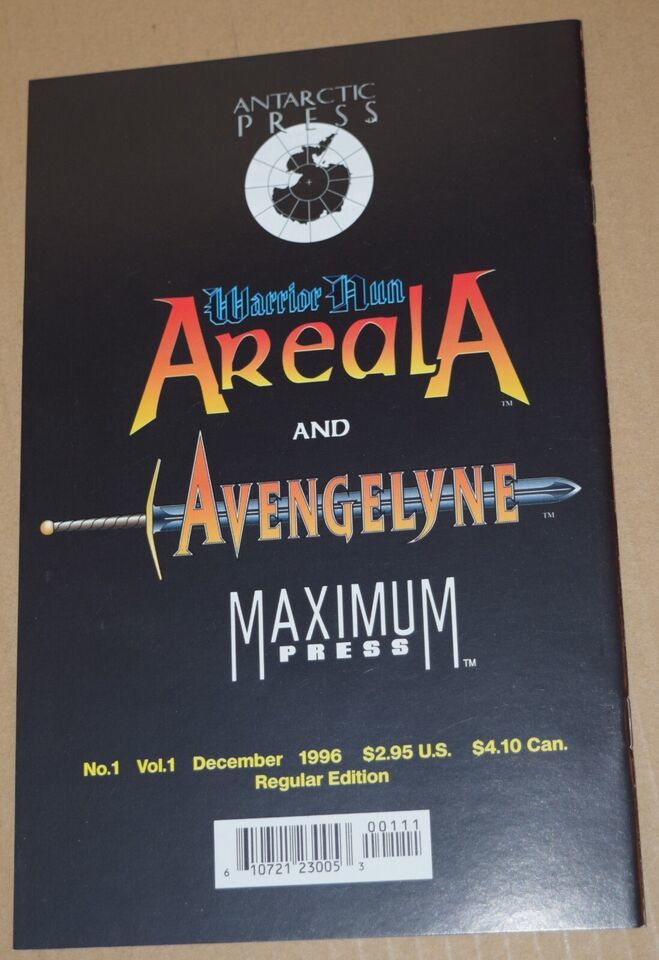 ANTARCTIC
PRESS
Warrior Nun
AREALA
TM
AND
AVENGELYNE
TM
MAXIMUM
PRESS
TM
No.1 Vol.1 December 1996 $2.95 U.S. $4.10 Can.
Regular Edition
00111
6 10721 23005 3